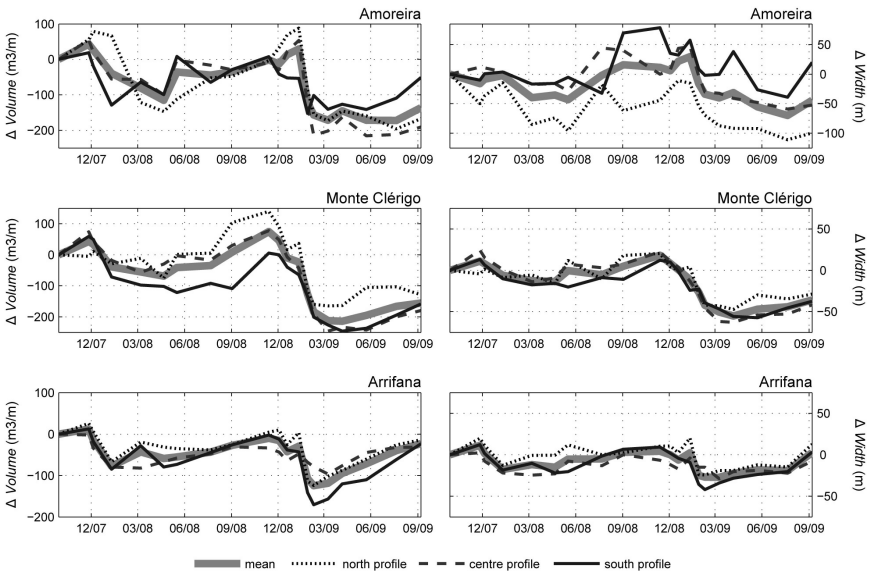 Amoreira
Δ Volume (m3/m)
100
0
−100
−200
12/07 03/08 06/08 09/08 12/08 03/09 06/09 09/09
Amoreira
Δ Width (m)
50
0
−50
−100
12/07 03/08 06/08 09/08 12/08 03/09 06/09 09/09
Monte Clérigo
Δ Volume (m3/m)
100
0
−100
−200
12/07 03/08 06/08 09/08 12/08 03/09 06/09 09/09
Monte Clérigo
Δ Width (m)
50
0
−50
12/07 03/08 06/08 09/08 12/08 03/09 06/09 09/09
Arrifana
Δ Volume (m3/m)
100
0
−100
−200
12/07 03/08 06/08 09/08 12/08 03/09 06/09 09/09
Arrifana
Δ Width (m)
50
0
−50
12/07 03/08 06/08 09/08 12/08 03/09 06/09 09/09
mean north profile centre profile south profile